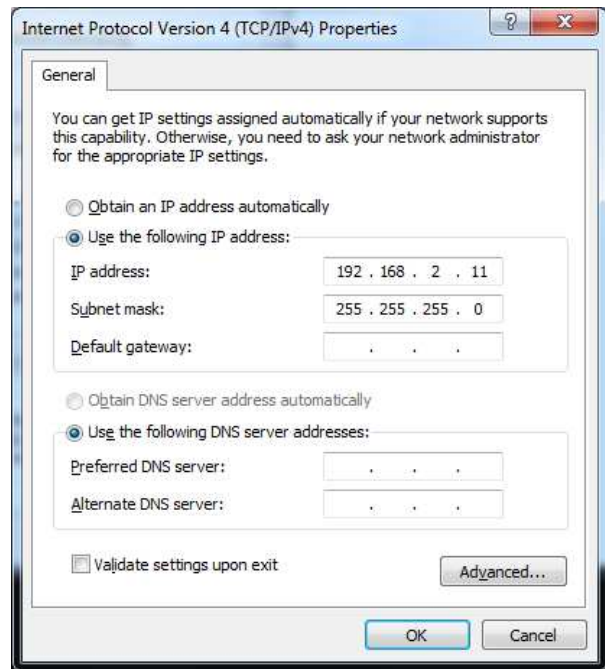 Internet Protocol Version 4 (TCP/IPv4) Properties
?
General
You can get IP settings assigned automatically if your network supports
this capability. Otherwise, you need to ask your network administrator
for the appropriate IP settings.
Obtain an IP address automatically
Use the following IP address:
IP address: 192 . 168 . 2 . 11
Subnet mask: 255 . 255 . 255 . 0
Default gateway: . . .
Obtain DNS server address automatically
Use the following DNS server addresses:
Preferred DNS server: . . .
Alternate DNS server: . . .
Validate settings upon exit
Advanced...
OK Cancel